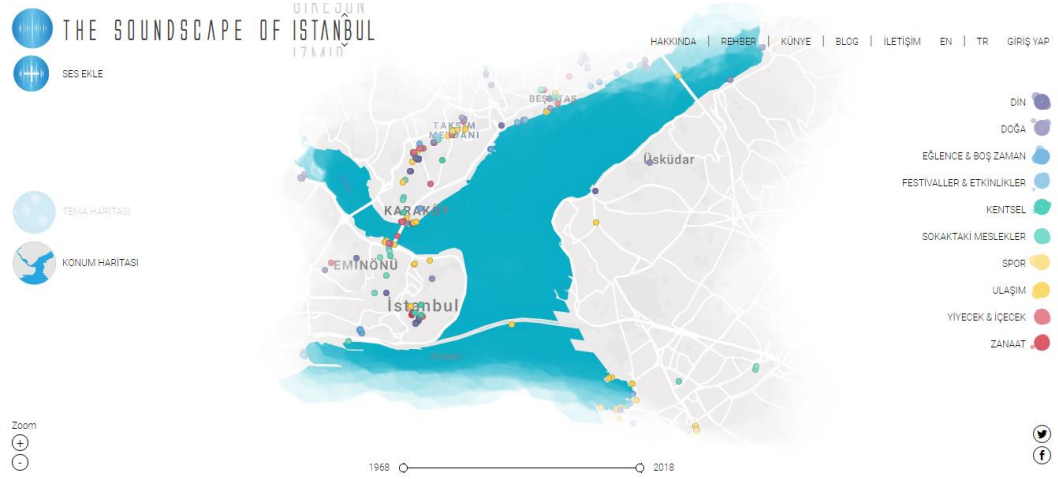 GIRESUN
THE SOUNDSCAPE OF ISTANBUL
IZMIR
HAKKINDA | REHBER | KÜNYE | BLOG | İLETİŞİM EN | TR GİRİŞ YAP
SES EKLE
TEMA HARİTASI
KONUM HARİTASI
BEŞİKTAŞ
TAKSİM
MEYDANI
Üsküdar
KARAKÖY
EMİNÖNÜ
İstanbul
DİN
DOĞA
EĞLENCE & BOŞ ZAMAN
FESTİVALLER & ETKİNLİKLER
KENTSEL
SOKAKTAKİ MESLEKLER
SPOR
ULAŞIM
YİYECEK & İÇECEK
ZANAAT
Zoom
+
-
1968 2018